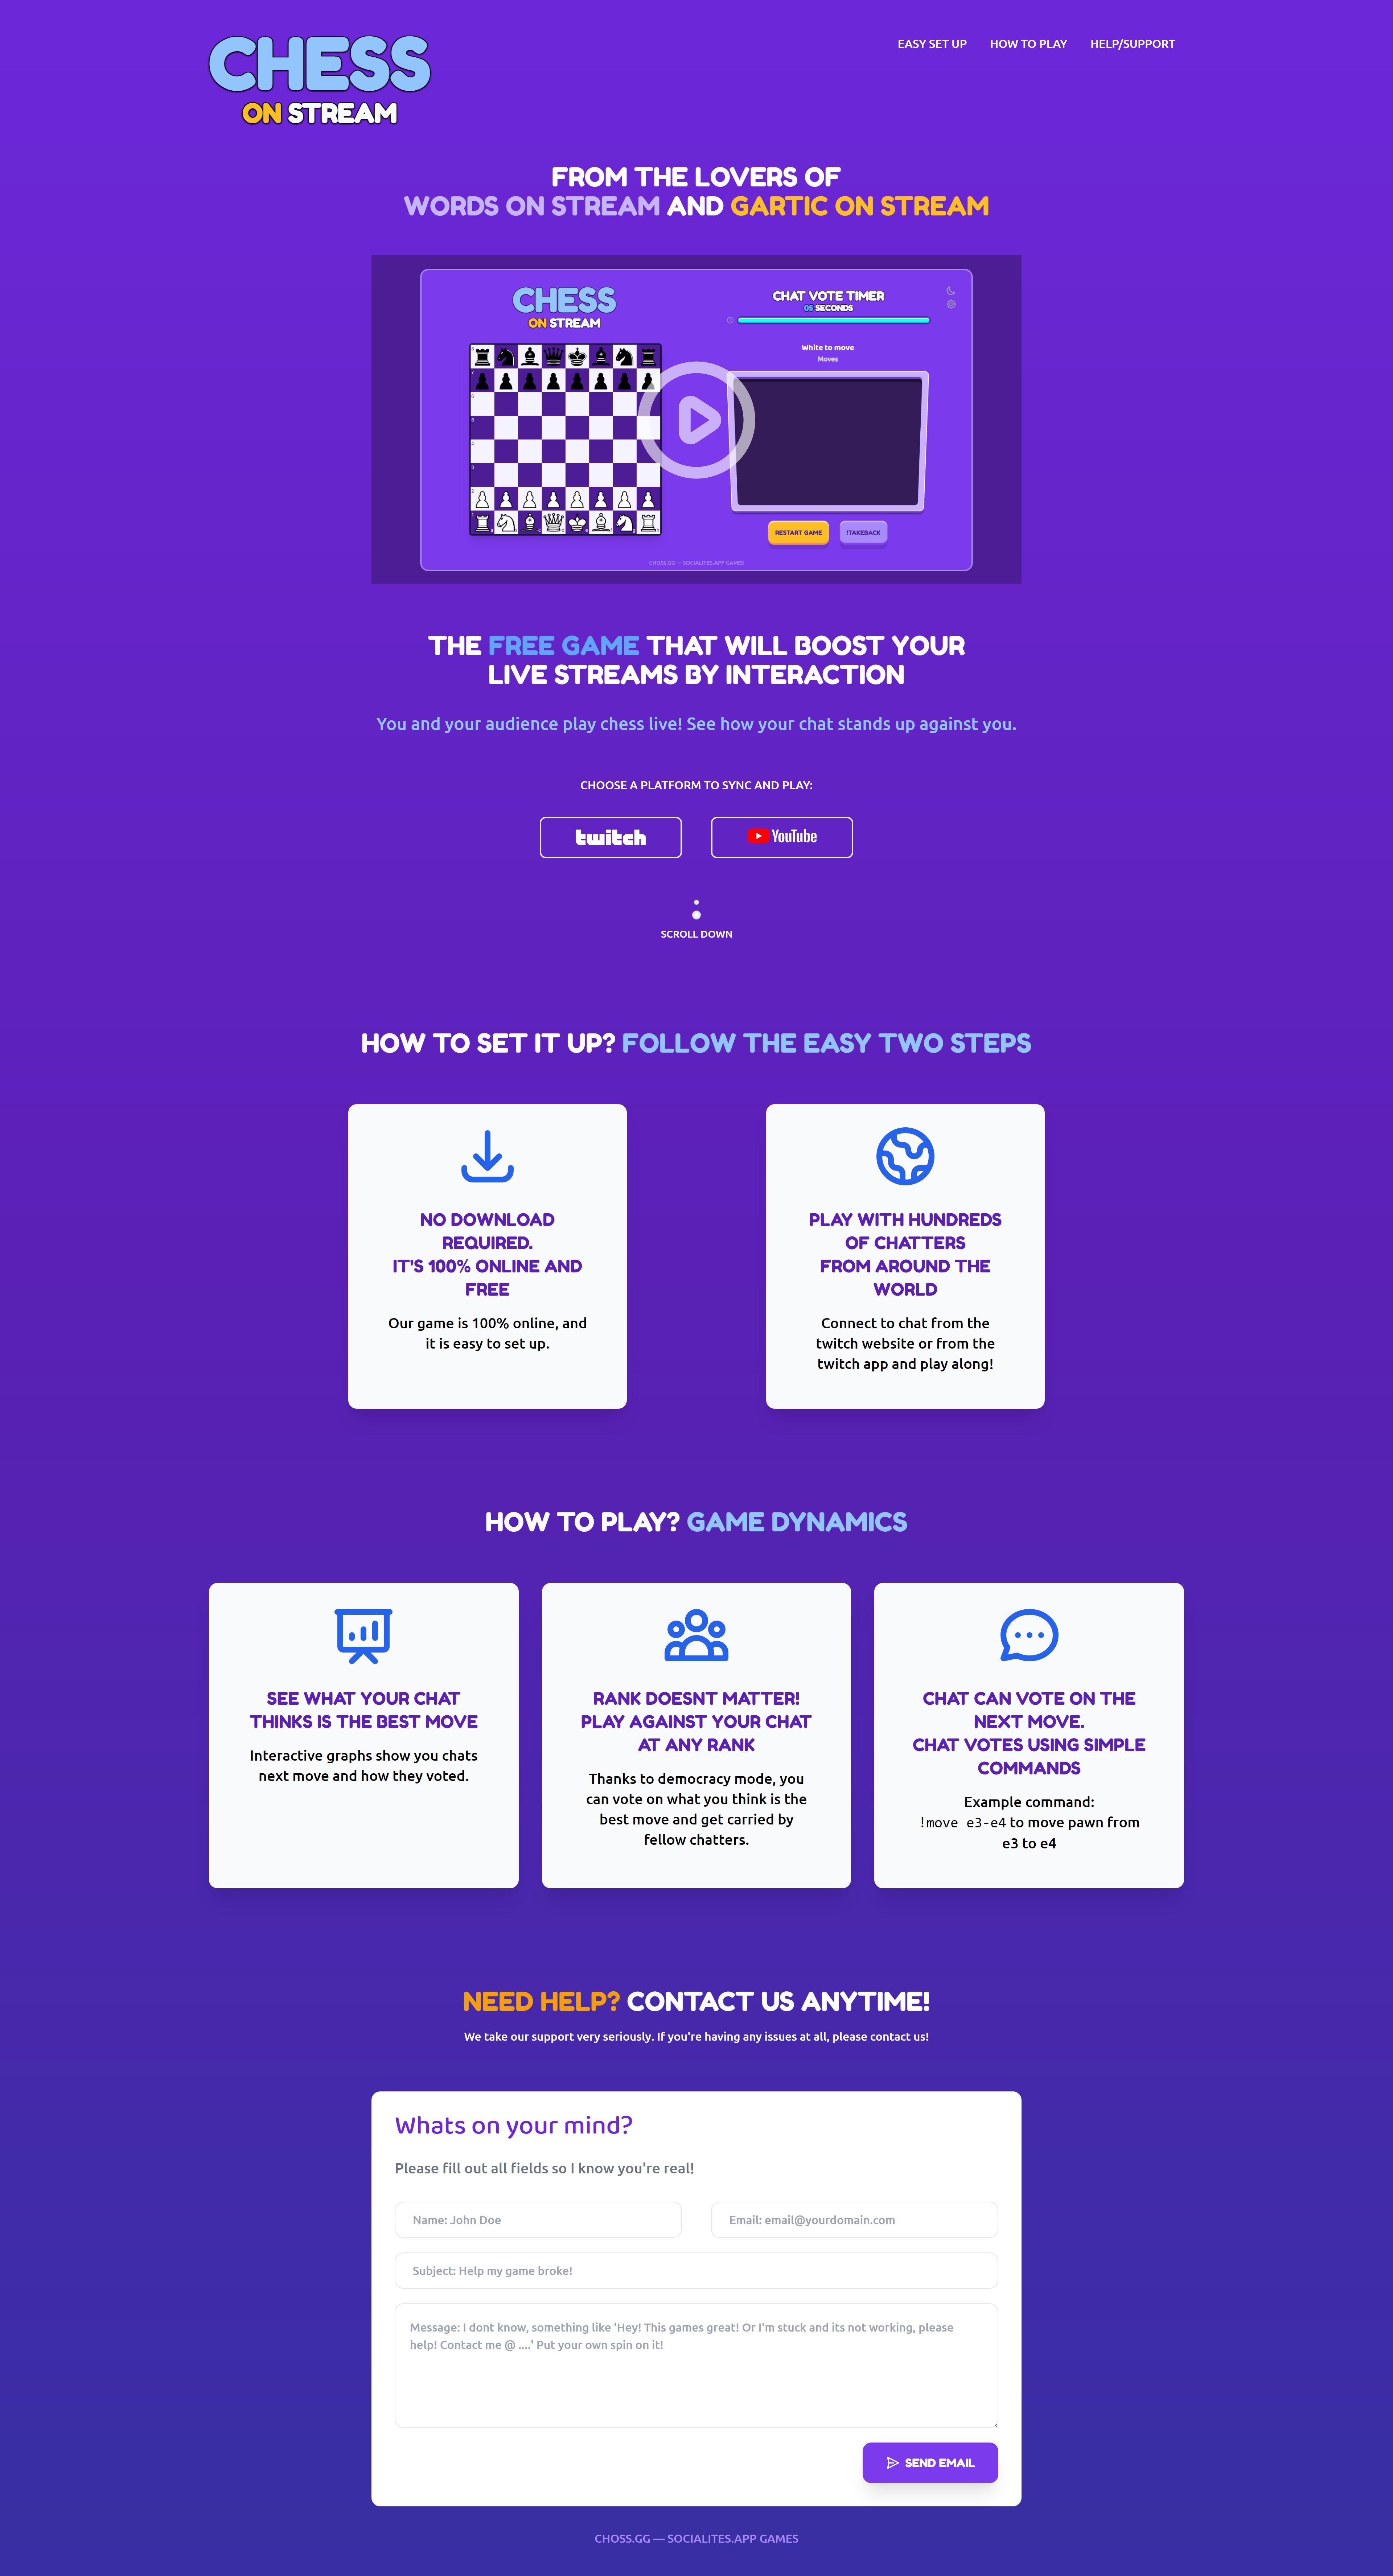 CHESS
ON STREAM
EASY SET UP
HOW TO PLAY
HELP/SUPPORT
FROM THE LOVERS OF
WORDS ON STREAM AND GARTIC ON STREAM
CHESS
ON STREAM
CHAT VOTE TIMER
05 SECONDS
White to move
Moves
RESTART GAME
!TAKEBACK
CHOSS.GG — SOCIALITES.APP GAMES
THE FREE GAME THAT WILL BOOST YOUR
LIVE STREAMS BY INTERACTION
You and your audience play chess live! See how your chat stands up against you.
CHOOSE A PLATFORM TO SYNC AND PLAY:
twitch
YouTube
SCROLL DOWN
HOW TO SET IT UP? FOLLOW THE EASY TWO STEPS
NO DOWNLOAD
REQUIRED.
IT'S 100% ONLINE AND
FREE
Our game is 100% online, and
it is easy to set up.
PLAY WITH HUNDREDS
OF CHATTERS
FROM AROUND THE
WORLD
Connect to chat from the
twitch website or from the
twitch app and play along!
HOW TO PLAY? GAME DYNAMICS
SEE WHAT YOUR CHAT
THINKS IS THE BEST MOVE
Interactive graphs show you chats
next move and how they voted.
RANK DOESNT MATTER!
PLAY AGAINST YOUR CHAT
AT ANY RANK
Thanks to democracy mode, you
can vote on what you think is the
best move and get carried by
fellow chatters.
CHAT CAN VOTE ON THE
NEXT MOVE.
CHAT VOTES USING SIMPLE
COMMANDS
Example command:
!move e3-e4 to move pawn from
e3 to e4
NEED HELP? CONTACT US ANYTIME!
We take our support very seriously. If you're having any issues at all, please contact us!
Whats on your mind?
Please fill out all fields so I know you're real!
Name: John Doe
Email: email@yourdomain.com
Subject: Help my game broke!
Message: I dont know, something like 'Hey! This games great! Or I'm stuck and its not working, please
help! Contact me @ ....' Put your own spin on it!
SEND EMAIL
CHOSS.GG — SOCIALITES.APP GAMES